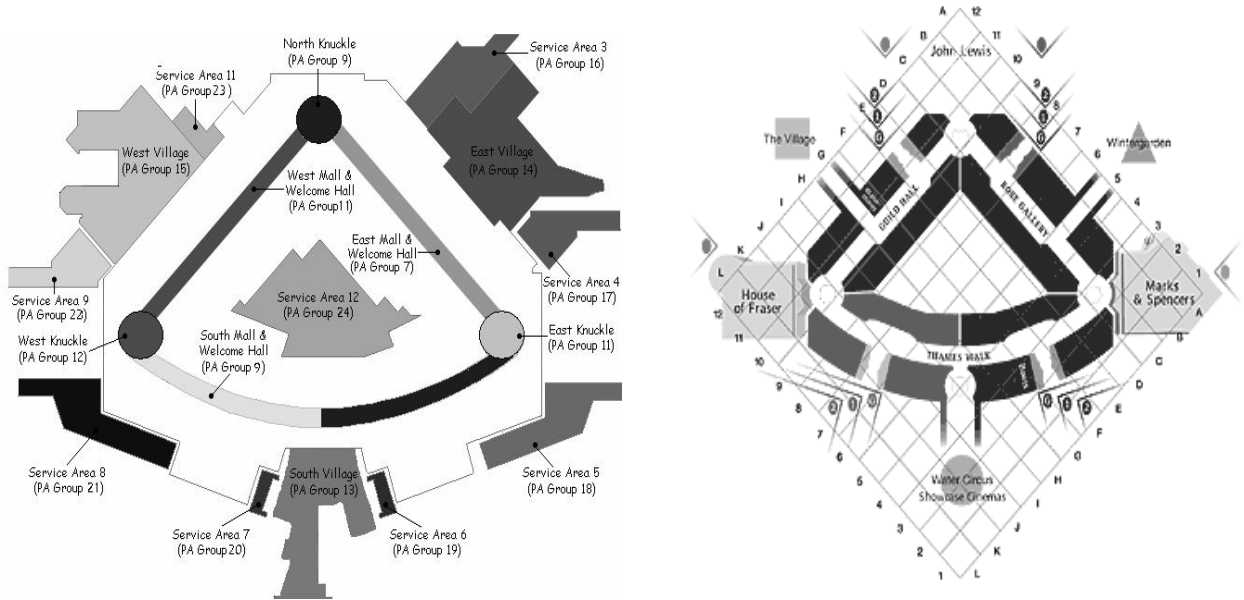 North Knuckle
(PA Group 9)
Service Area 3
(PA Group 16)
Service Area 11
(PA Group23)
West Village
(PA Group 15)
East Village
(PA Group 14)
West Mall &
Welcome Hall
(PA Group11)
East Mall &
Welcome Hall
(PA Group 7)
Service Area 9
(PA Group 22)
Service Area 12
(PA Group 24)
Service Area 4
(PA Group 17)
West Knuckle
(PA Group 12)
South Mall &
Welcome Hall
(PA Group 9)
East Knuckle
(PA Group 11)
Service Area 8
(PA Group 21)
South Village
(PA Group 13)
Service Area 5
(PA Group 18)
Service Area 7
(PA Group20)
Service Area 6
(PA Group 19)
A 12
B 11
C 10
D 9
E 8
F 7
G 6
H 5
I 4
J 3
K 2
L 1
12 A
11 B
10 C
9 D
8 E
7 F
6 G
5 H
4 I
3 J
2 K
1 L
John Lewis
The Village
Wintergarden
GUILD HALL
ROSE GALLERY
House
of Fraser
Marks
& Spencers
THAMES WALK
Water Circus
Showcase Cinemas